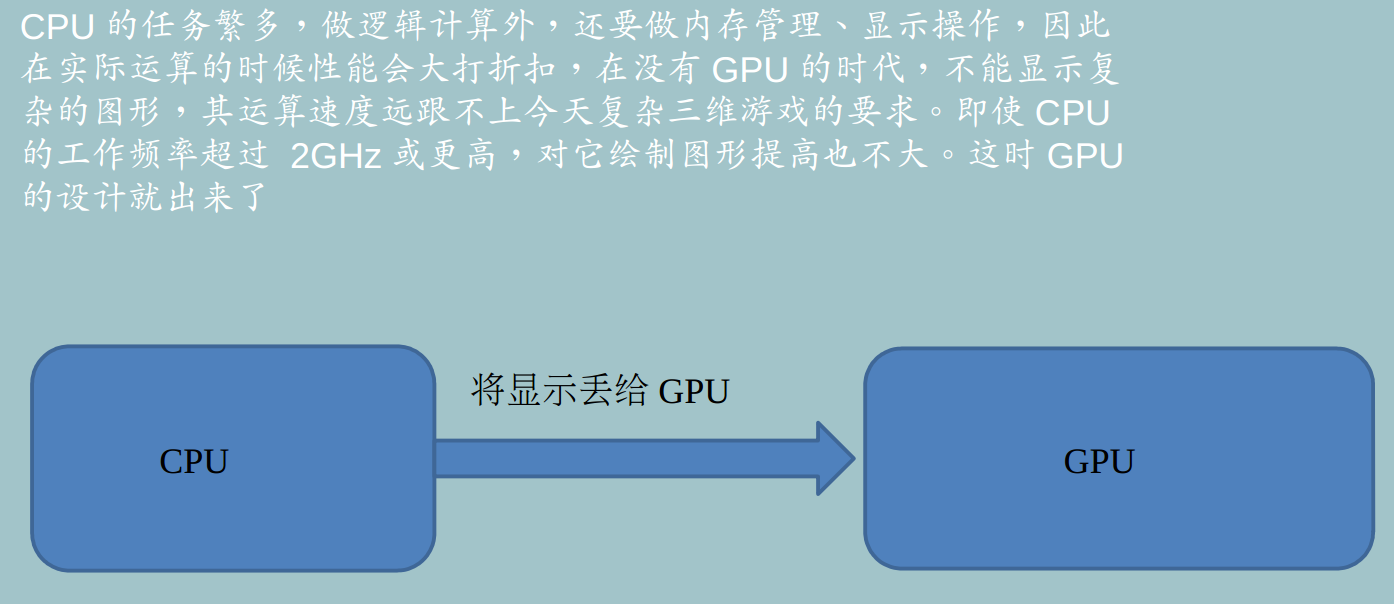 CPU 的任务繁多，做逻辑计算外，还要做内存管理、显示操作，因此
在实际运算的时候性能会大打折扣，在没有 GPU 的时代，不能显示复
杂的图形，其运算速度远跟不上今天复杂三维游戏的要求。即使 CPU
的工作频率超过 2GHz 或更高，对它绘制图形提高也不大。这时 GPU
的设计就出来了
将显示丢给 GPU
CPU
GPU